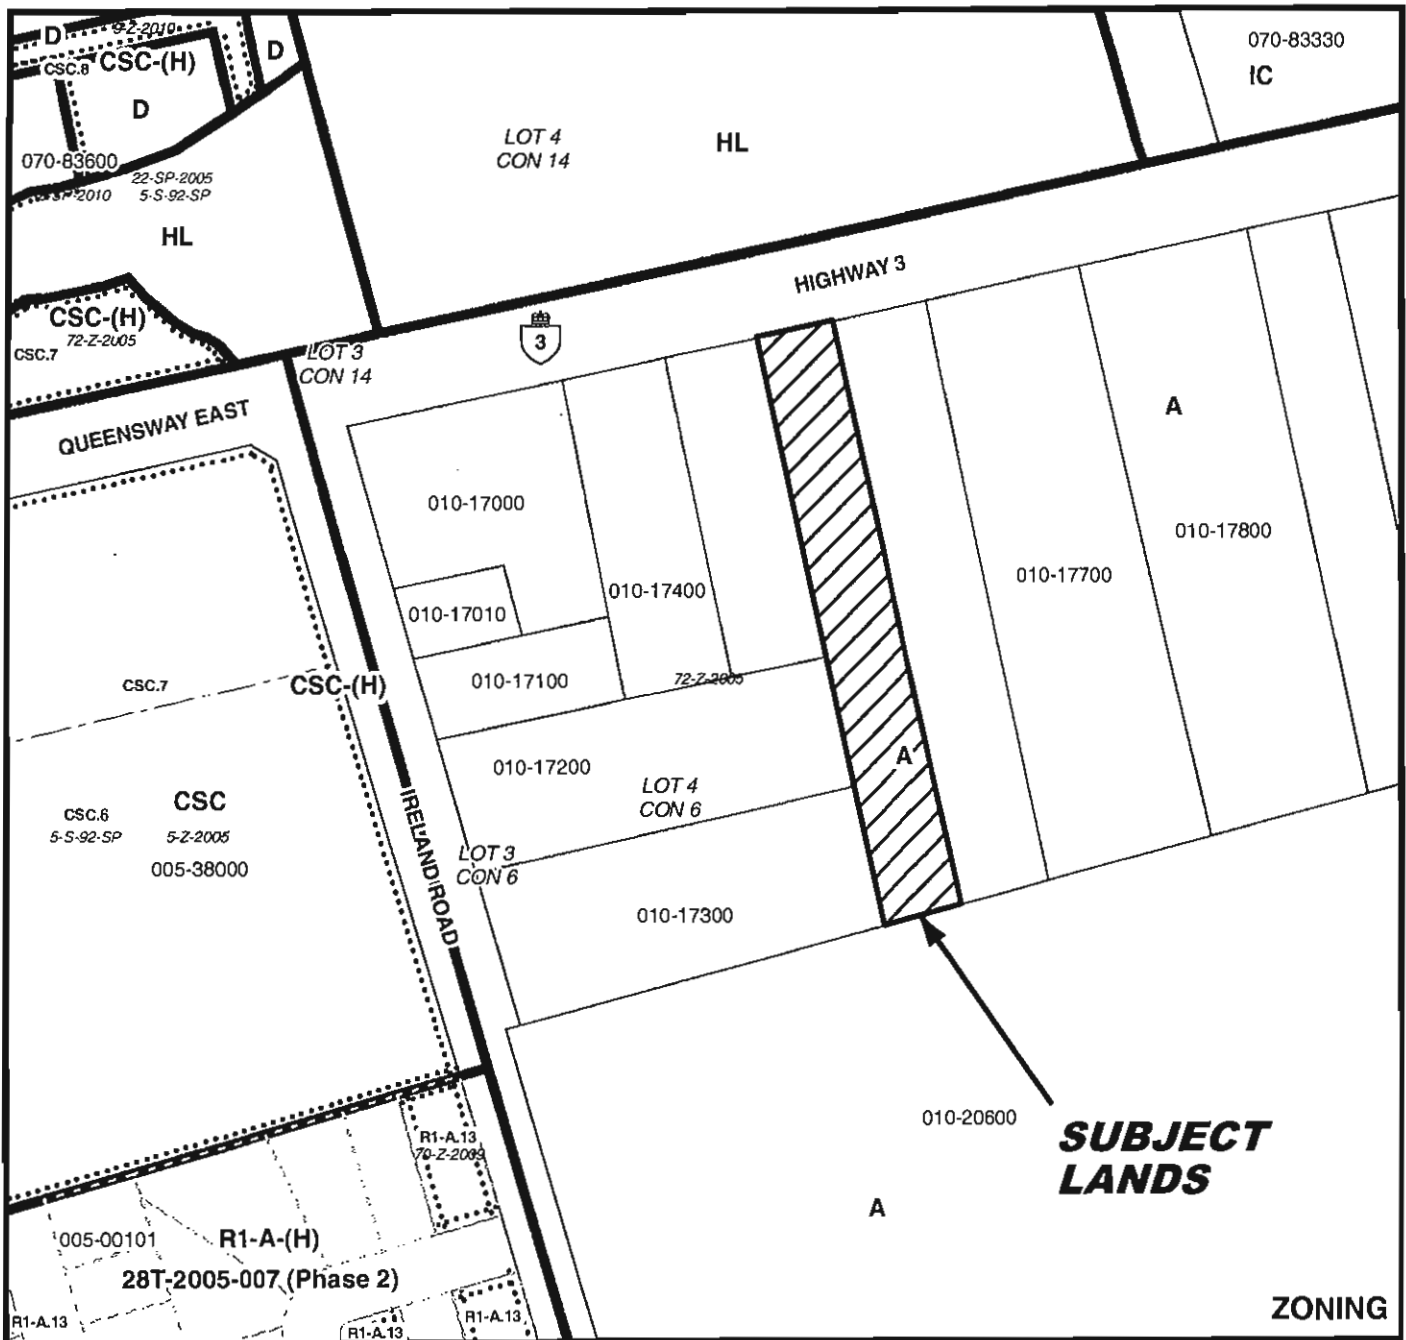 D
9-Z-2010
D
070-83330
CSC.8
CSC-(H)
IC
D
LOT 4
CON 14
HL
070-83600
22-SP-2005
5-S-92-SP
HL
HIGHWAY 3
CSC-(H)
72-Z-2005
CSC.7
3
LOT 3
CON 14
QUEENSWAY EAST
A
010-17000
010-17800
010-17700
010-17400
010-17010
010-17100
72-Z-2005
CSC.7
CSC-(H)
010-17200
A
LOT 4
CON 6
CSC
CSC.6
5-S-92-SP
5-Z-2005
005-38000
IRELAND ROAD
LOT 3
CON 6
010-17300
010-20600
SUBJECT
LANDS
R1-A.13
70-Z-2009
A
005-00101
R1-A-(H)
28T-2005-007 (Phase 2)
R1-A.13
R1-A.13
R1-A.13
ZONING